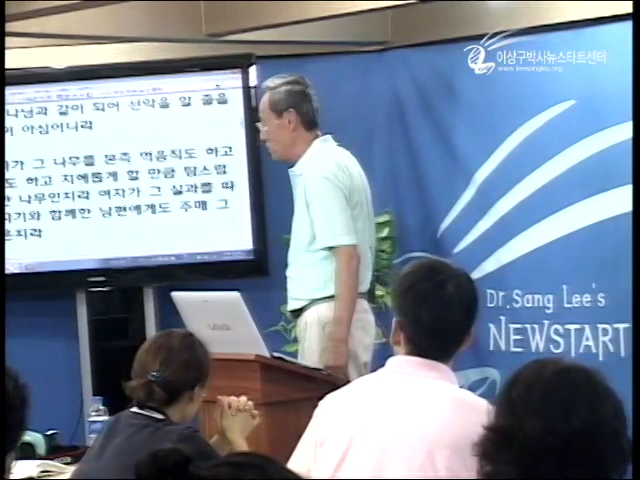 이상구박사뉴스타트센터
www.leesangku.org
나님과 같이 되어 선악을 알 줄을
아심이니라
가 그 나무를 본즉 먹음직도 하고
도 하고 지혜롭게 할 만큼 탐스럽
나무인지라 여자가 그 실과를 따
자기와 함께한 남편에게도 주매 그
은지라
VAIO
Dr.Sang Lee's
NEWSTART